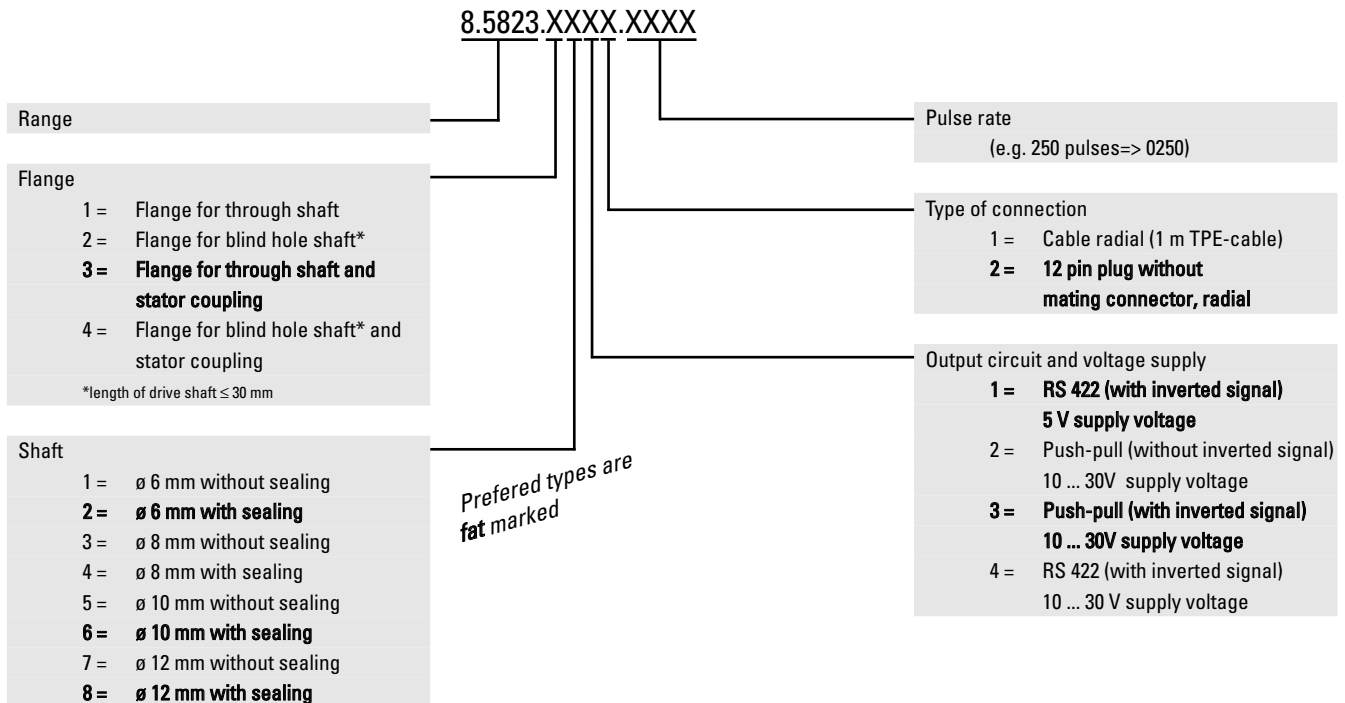 8.5823.XXXX.XXXX
Range
Flange
1 = Flange for through shaft
2 = Flange for blind hole shaft*
3 = Flange for through shaft and
stator coupling
4 = Flange for blind hole shaft* and
stator coupling
*length of drive shaft ≤ 30 mm
Shaft
1 = ø 6 mm without sealing
2 = ø 6 mm with sealing
3 = ø 8 mm without sealing
4 = ø 8 mm with sealing
5 = ø 10 mm without sealing
6 = ø 10 mm with sealing
7 = ø 12 mm without sealing
8 = ø 12 mm with sealing
Prefered types are
fat marked
Pulse rate
(e.g. 250 pulses=> 0250)
Type of connection
1 = Cable radial (1 m TPE-cable)
2 = 12 pin plug without
mating connector, radial
Output circuit and voltage supply
1 = RS 422 (with inverted signal)
5 V supply voltage
2 = Push-pull (without inverted signal)
10 ... 30V supply voltage
3 = Push-pull (with inverted signal)
10 ... 30V supply voltage
4 = RS 422 (with inverted signal)
10 ... 30 V supply voltage